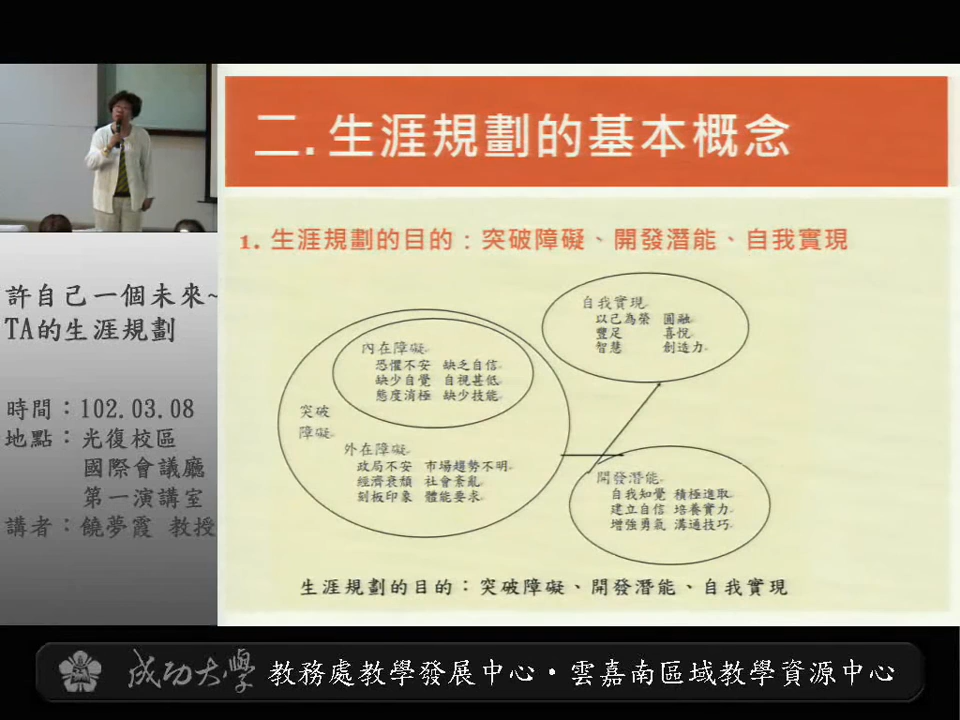 二. 生涯規劃的基本概念
1. 生涯規劃的目的：突破障礙、開發潛能、自我實現
自我實現
以己為榮 圓融
豐足 喜悅
智慧 創造力
內在障礙
恐懼不安 缺乏自信
缺少自覺 自視甚低
態度消極 缺少技能
突破
障礙
外在障礙
政局不安 市場趨勢不明
經濟衰頹 社會紊亂
刻板印象 體能要求
開發潛能
自我知覺 積極進取
建立自信 培養實力
增強勇氣 溝通技巧
生涯規劃的目的：突破障礙、開發潛能、自我實現
許自己一個未來~
TA的生涯規劃
時間：102.03.08
地點：光復校區
國際會議廳
第一演講室
講者：饒夢霞 教授
成功大學 教務處教學發展中心・雲嘉南區域教學資源中心